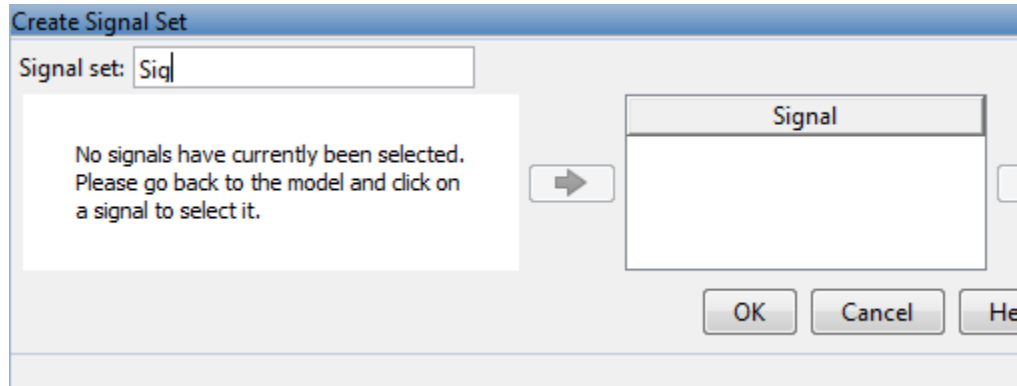 Create Signal Set
Signal set: Sig
No signals have currently been selected.
Please go back to the model and click on
a signal to select it.
Signal
OK
Cancel
He